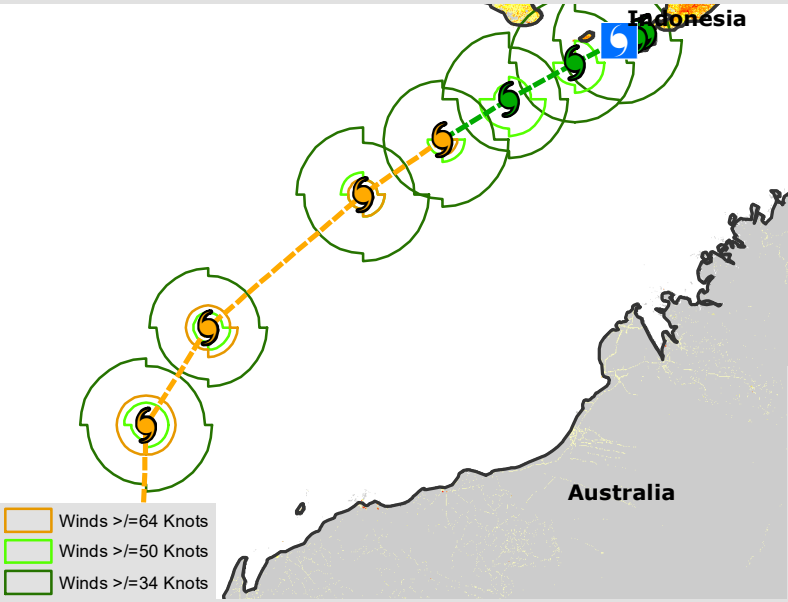 Indonesia
Australia
Winds >/=64 Knots
Winds >/=50 Knots
Winds >/=34 Knots